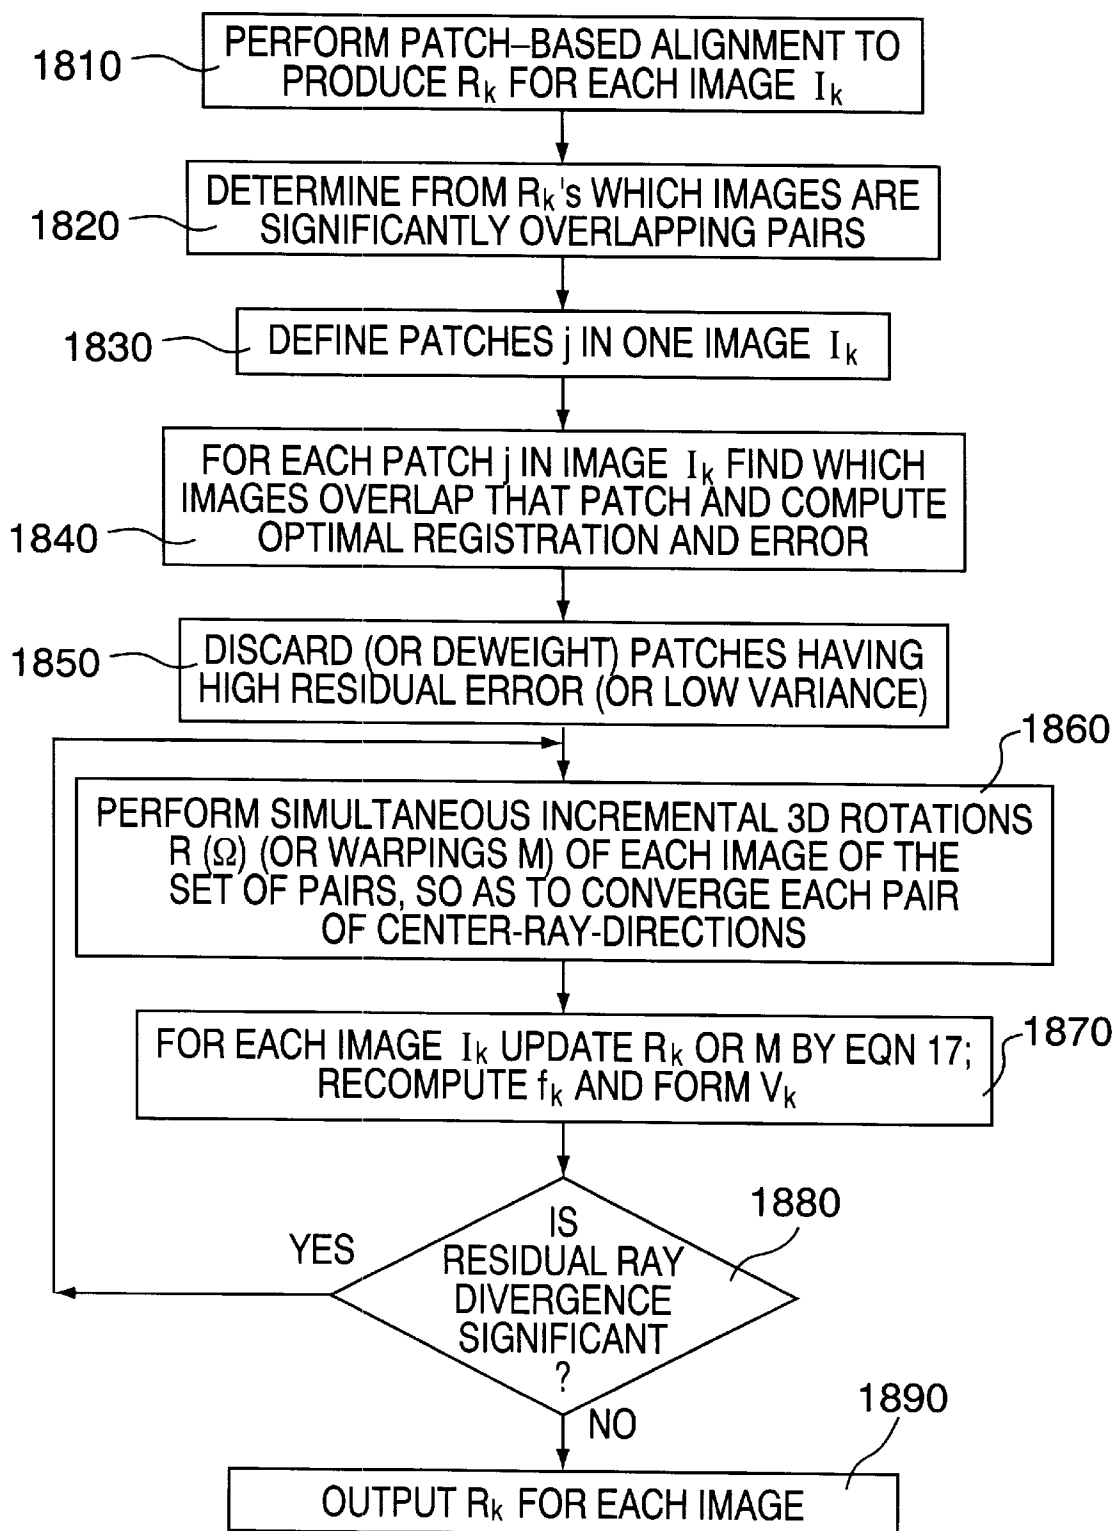 1810
PERFORM PATCH–BASED ALIGNMENT TO
PRODUCE Rk FOR EACH IMAGE Ik
1820
DETERMINE FROM Rk's WHICH IMAGES ARE
SIGNIFICANTLY OVERLAPPING PAIRS
1830
DEFINE PATCHES j IN ONE IMAGE Ik
1840
FOR EACH PATCH j IN IMAGE Ik FIND WHICH
IMAGES OVERLAP THAT PATCH AND COMPUTE
OPTIMAL REGISTRATION AND ERROR
1850
DISCARD (OR DEWEIGHT) PATCHES HAVING
HIGH RESIDUAL ERROR (OR LOW VARIANCE)
1860
PERFORM SIMULTANEOUS INCREMENTAL 3D ROTATIONS
R (Ω) (OR WARPINGS M) OF EACH IMAGE OF THE
SET OF PAIRS, SO AS TO CONVERGE EACH PAIR
OF CENTER-RAY-DIRECTIONS
1870
FOR EACH IMAGE Ik UPDATE Rk OR M BY EQN 17;
RECOMPUTE fk AND FORM Vk
1880
IS
RESIDUAL RAY
DIVERGENCE
SIGNIFICANT
?
YES
NO
1890
OUTPUT Rk FOR EACH IMAGE